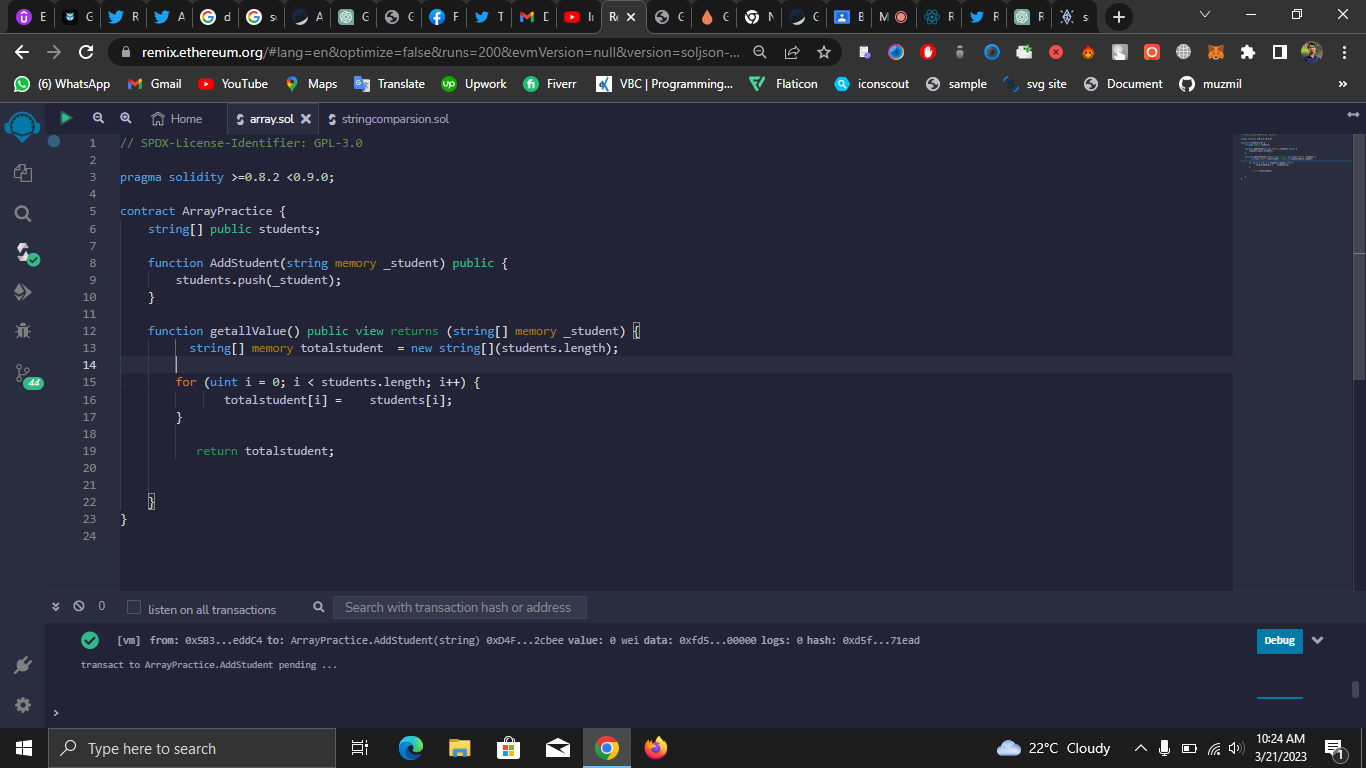 E G R A d s A G G F T A D I Re G G N G B M R R R s
remix.ethereum.org/#lang=en&optimize=false&runs=200&evmVersion=null&version=soljson-...
(6) WhatsApp Gmail YouTube Maps Translate Upwork Fiverr VBC | Programming... Flaticon iconscout sample svg site Document muzmil »
Home array.sol stringcomparsion.sol
1 // SPDX-License-Identifier: GPL-3.0
2
3 pragma solidity >=0.8.2 <0.9.0;
4
5 contract ArrayPractice {
6 string[] public students;
7
8 function AddStudent(string memory _student) public {
9 students.push(_student);
10 }
11
12 function getallValue() public view returns (string[] memory _student) {
13 string[] memory totalstudent  = new string[](students.length);
14
15 for (uint i = 0; i < students.length; i++) {
16 totalstudent[i] =    students[i];
17 }
18
19 return totalstudent;
20
21
22 }
23 }
24
44
0 listen on all transactions Search with transaction hash or address
[vm] from: 0x5B3...eddC4 to: ArrayPractice.AddStudent(string) 0xD4F...2cbee value: 0 wei data: 0xfd5...00000 logs: 0 hash: 0xd5f...71ead Debug
transact to ArrayPractice.AddStudent pending ...
>
Type here to search 22°C Cloudy 10:24 AM
3/21/2023 1